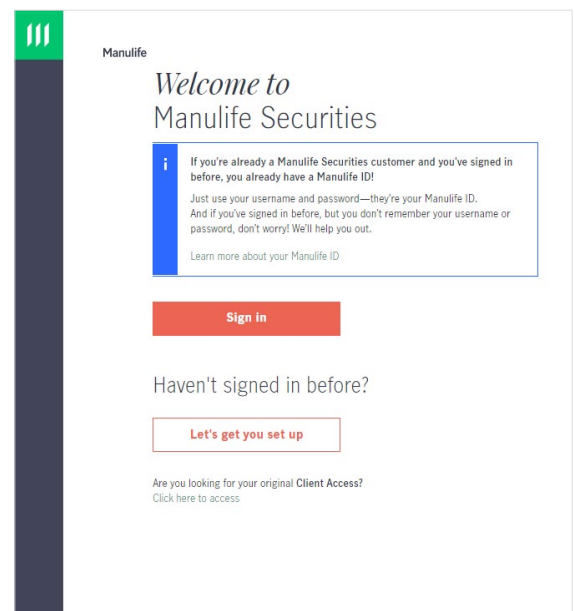 Manulife
Welcome to
Manulife Securities
i
If you're already a Manulife Securities customer and you've signed in
before, you already have a Manulife ID!
Just use your username and password—they're your Manulife ID.
And if you've signed in before, but you don't remember your username or
password, don't worry! We'll help you out.
Learn more about your Manulife ID
Sign in
Haven't signed in before?
Let's get you set up
Are you looking for your original Client Access?
Click here to access